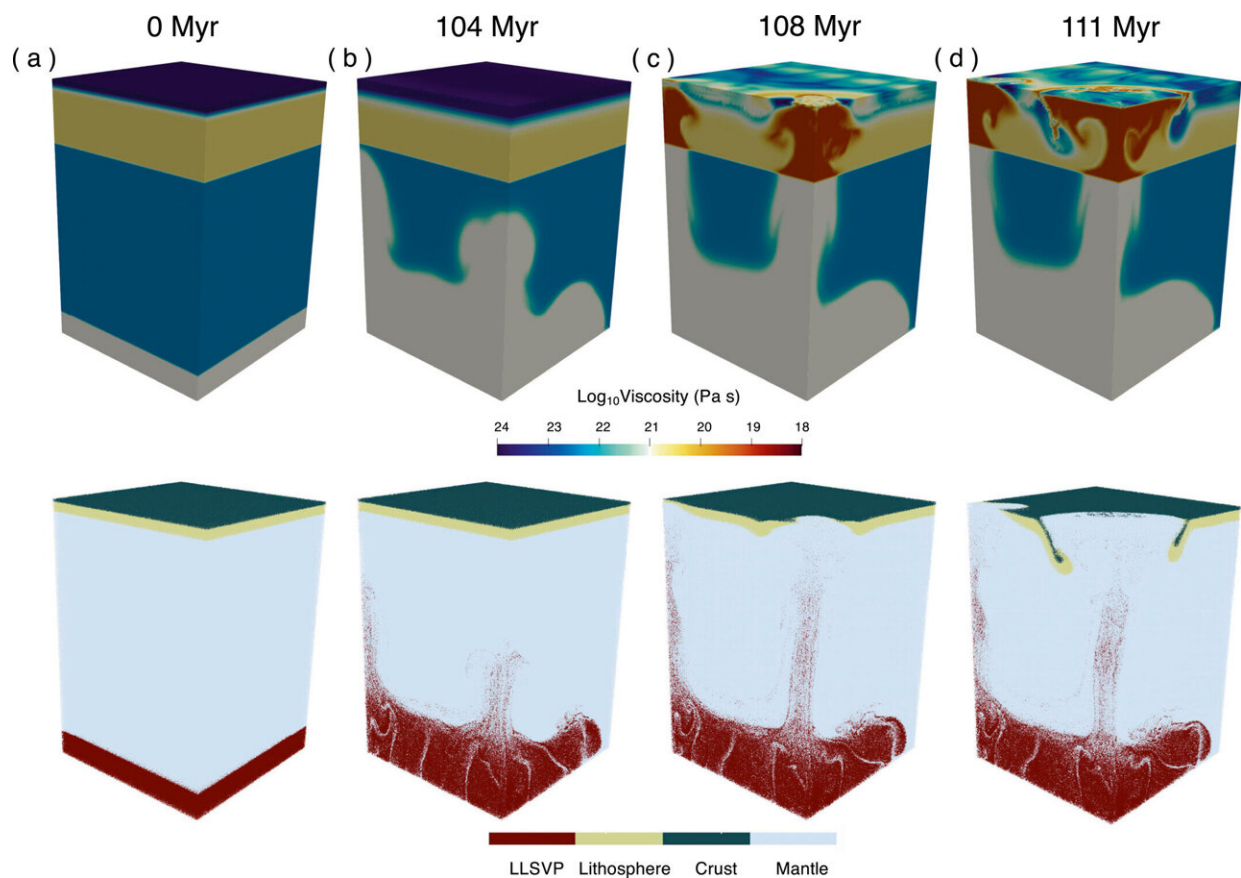 0 Myr 104 Myr 108 Myr 111 Myr
( a ) ( b ) ( c ) ( d )
Log₁₀Viscosity (Pa s)
24 23 22 21 20 19 18
LLSVP Lithosphere Crust Mantle